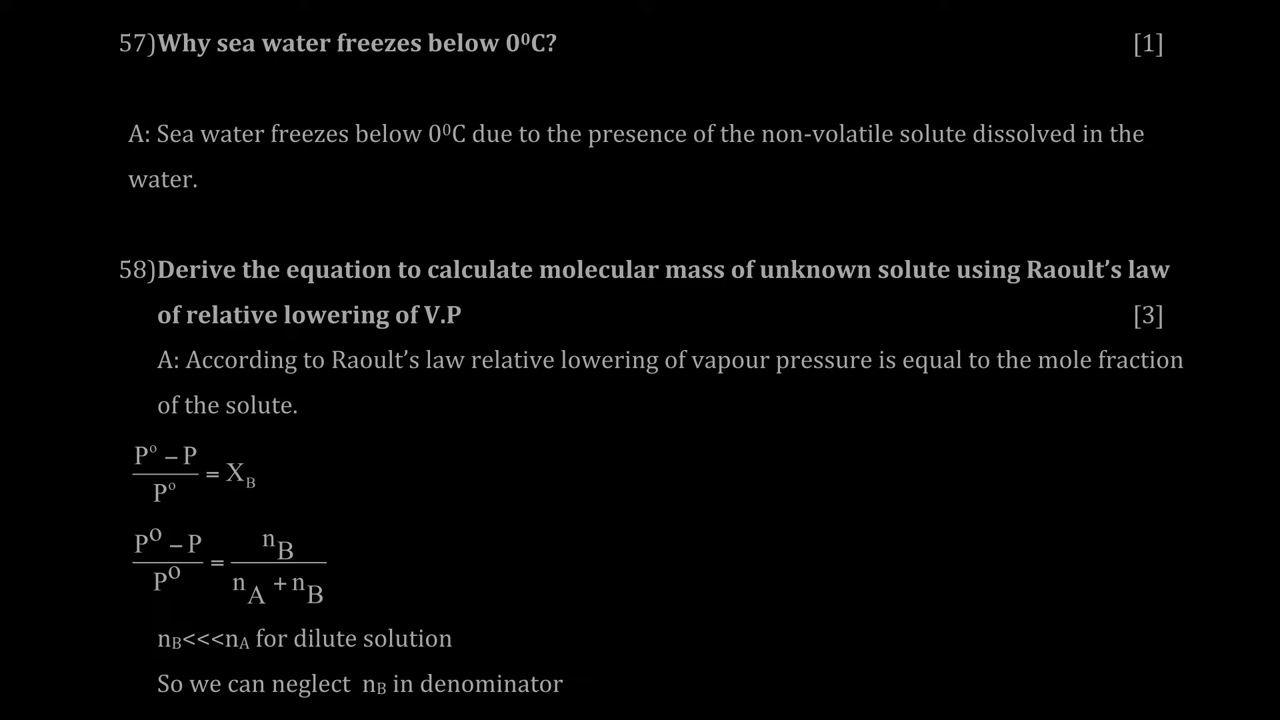 57)Why sea water freezes below 0⁰C? [1]
A: Sea water freezes below 0⁰C due to the presence of the non-volatile solute dissolved in the
water.
58)Derive the equation to calculate molecular mass of unknown solute using Raoult’s law
of relative lowering of V.P [3]
A: According to Raoult’s law relative lowering of vapour pressure is equal to the mole fraction
of the solute.
P° – P
= X_B
P°
P^O – P   n_B
=
P^O   n_A + n_B
n_B<<<n_A for dilute solution
So we can neglect n_B in denominator